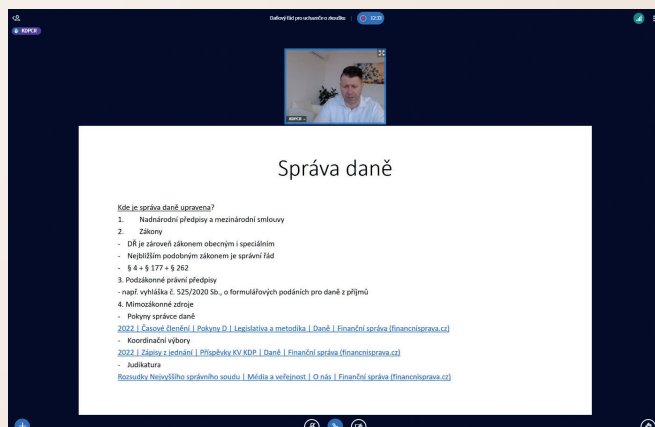 Daňový řád pro uchazeče o zkoušku
12:33
KDPCR
KDPCR
Správa daně
Kde je správa daně upravena?
1. Nadnárodní předpisy a mezinárodní smlouvy
2. Zákony
- DŘ je zároveň zákonem obecným i speciálním
- Nejbližším podobným zákonem je správní řád
- § 4 + § 177 + § 262
3. Podzákonné právní předpisy
- např. vyhláška č. 525/2020 Sb., o formulářových podáních pro daně z příjmů
4. Mimozákonné zdroje
- Pokyny správce daně
2022 | Časové členění | Pokyny D | Legislativa a metodika | Daně | Finanční správa (financnisprava.cz)
- Koordinační výbory
2022 | Zápisy z jednání | Příspěvky KV KDP | Daně | Finanční správa (financnisprava.cz)
- Judikatura
Rozsudky Nejvyššího správního soudu | Média a veřejnost | O nás | Finanční správa (financnisprava.cz)